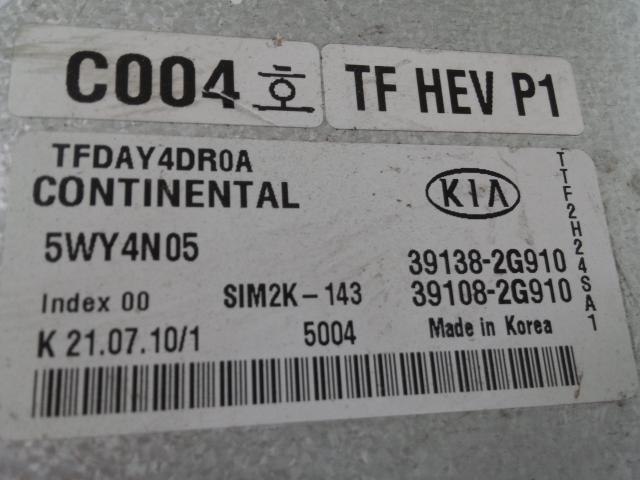 C004 호
TF HEV P1
TFDAY4DR0A
CONTINENTAL
KIA
5WY4N05
39138-2G910
Index 00 SIM2K-143 39108-2G910
K 21.07.10/1 5004 Made in Korea
TTF2H24SA1